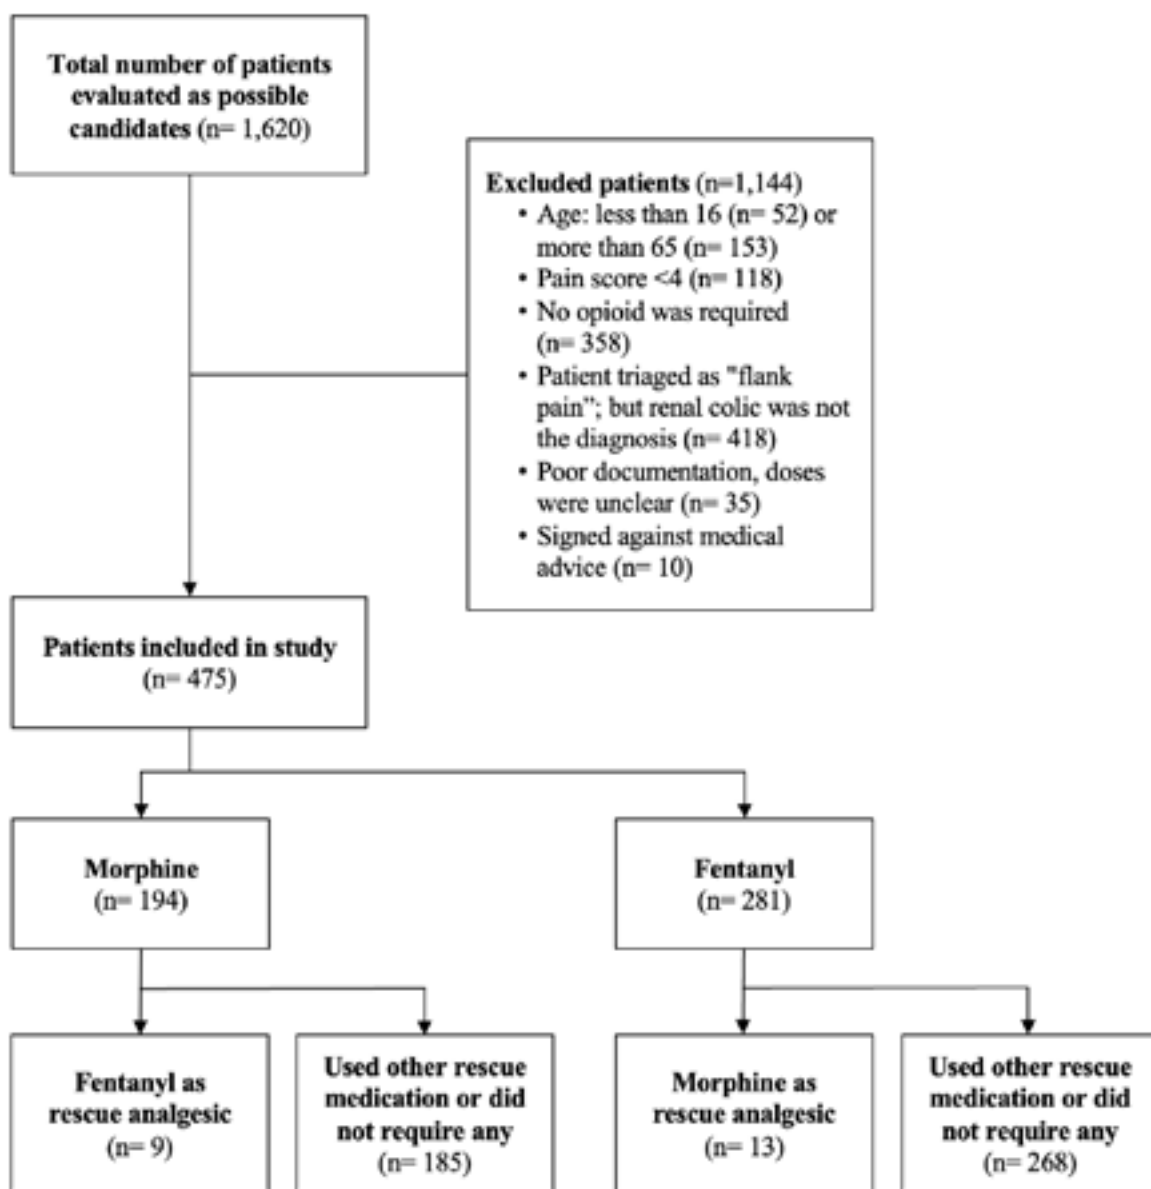 Total number of patients
evaluated as possible
candidates (n= 1,620)
Excluded patients (n=1,144)
• Age: less than 16 (n= 52) or
more than 65 (n= 153)
• Pain score <4 (n= 118)
• No opioid was required
(n= 358)
• Patient triaged as "flank
pain”; but renal colic was not
the diagnosis (n= 418)
• Poor documentation, doses
were unclear (n= 35)
• Signed against medical
advice (n= 10)
Patients included in study
(n= 475)
Morphine
(n= 194)
Fentanyl
(n= 281)
Fentanyl as
rescue analgesic
(n= 9)
Used other rescue
medication or did
not require any
(n= 185)
Morphine as
rescue analgesic
(n= 13)
Used other rescue
medication or did
not require any
(n= 268)